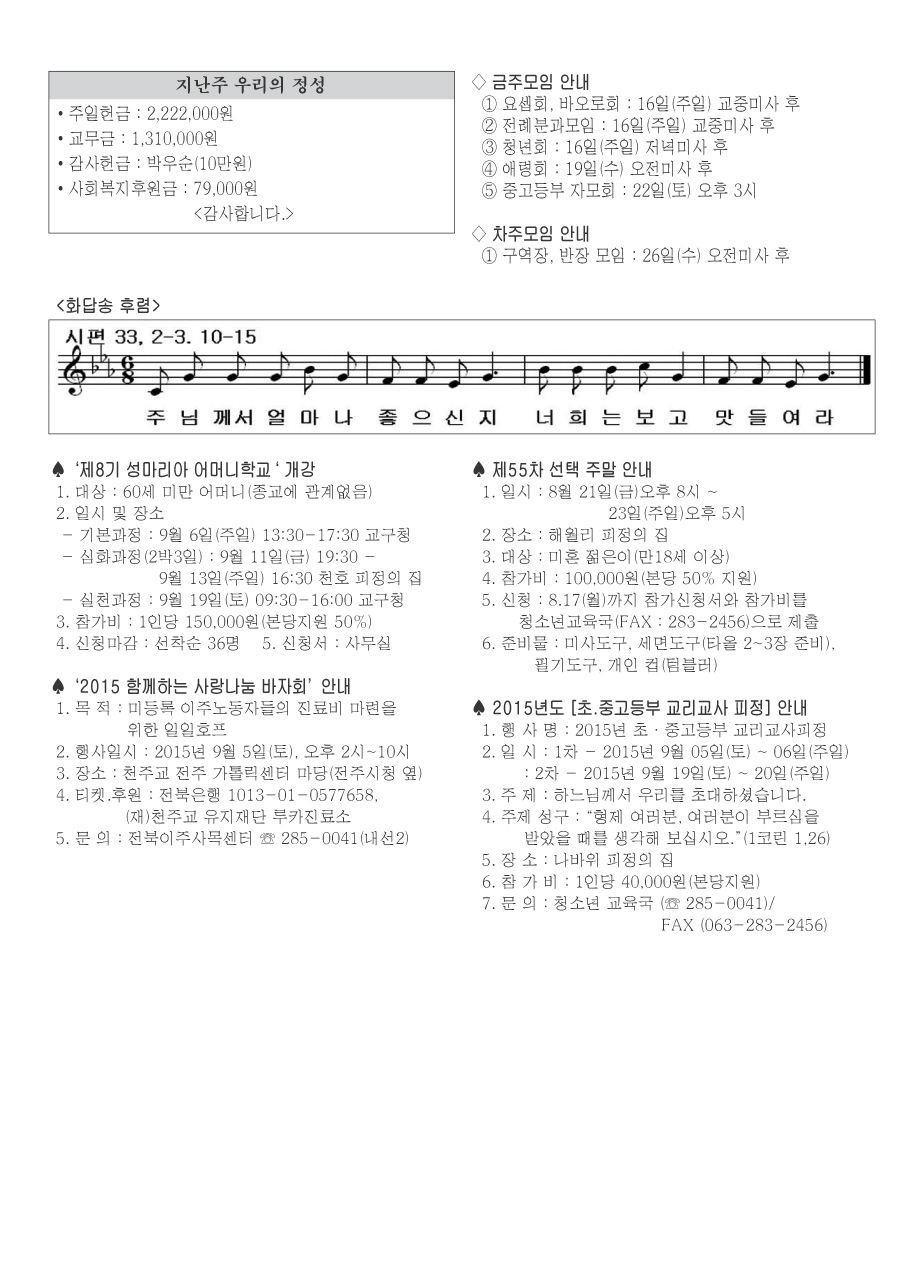 지난주 우리의 정성
• 주일헌금 : 2,222,000원
• 교무금 : 1,310,000원
• 감사헌금 : 박우순(10만원)
• 사회복지후원금 : 79,000원
<감사합니다.>
◇ 금주모임 안내
① 요셉회, 바오로회 : 16일(주일) 교중미사 후
② 전례분과모임 : 16일(주일) 교중미사 후
③ 청년회 : 16일(주일) 저녁미사 후
④ 애령회 : 19일(수) 오전미사 후
⑤ 중고등부 자모회 : 22일(토) 오후 3시
◇ 차주모임 안내
① 구역장, 반장 모임 : 26일(수) 오전미사 후
<화답송 후렴>
시편 33, 2-3. 10-15
주 님 께서 얼 마 나 좋 으 신 지 너 희 는 보 고 맛 들 여 라
♠ ‘제8기 성마리아 어머니학교‘ 개강
1. 대상 : 60세 미만 어머니(종교에 관계없음)
2. 일시 및 장소
- 기본과정 : 9월 6일(주일) 13:30-17:30 교구청
- 심화과정(2박3일) : 9월 11일(금) 19:30 -
9월 13일(주일) 16:30 천호 피정의 집
- 실천과정 : 9월 19일(토) 09:30-16:00 교구청
3. 참가비 : 1인당 150,000원(본당지원 50%)
4. 신청마감 : 선착순 36명 5. 신청서 : 사무실
♠ ‘2015 함께하는 사랑나눔 바자회’ 안내
1. 목 적 : 미등록 이주노동자들의 진료비 마련을
위한 일일호프
2. 행사일시 : 2015년 9월 5일(토), 오후 2시~10시
3. 장소 : 천주교 전주 가톨릭센터 마당(전주시청 옆)
4. 티켓.후원 : 전북은행 1013-01-0577658,
(재)천주교 유지재단 루카진료소
5. 문 의 : 전북이주사목센터 ☏ 285-0041(내선2)
♠ 제55차 선택 주말 안내
1. 일시 : 8월 21일(금)오후 8시 ~
23일(주일)오후 5시
2. 장소 : 해월리 피정의 집
3. 대상 : 미혼 젊은이(만18세 이상)
4. 참가비 : 100,000원(본당 50% 지원)
5. 신청 : 8.17(월)까지 참가신청서와 참가비를
청소년교육국(FAX : 283-2456)으로 제출
6. 준비물 : 미사도구, 세면도구(타올 2~3장 준비),
필기도구, 개인 컵(텀블러)
♠ 2015년도 [초.중고등부 교리교사 피정] 안내
1. 행 사 명 : 2015년 초·중고등부 교리교사피정
2. 일 시 : 1차 - 2015년 9월 05일(토) ~ 06일(주일)
: 2차 - 2015년 9월 19일(토) ~ 20일(주일)
3. 주 제 : 하느님께서 우리를 초대하셨습니다.
4. 주제 성구 : “형제 여러분, 여러분이 부르심을
받았을 때를 생각해 보십시오.”(1코린 1,26)
5. 장 소 : 나바위 피정의 집
6. 참 가 비 : 1인당 40,000원(본당지원)
7. 문 의 : 청소년 교육국 (☏ 285-0041)/
FAX (063-283-2456)